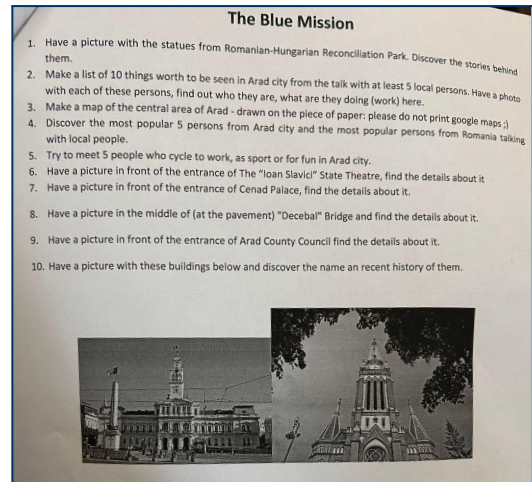 The Blue Mission
1. Have a picture with the statues from Romanian-Hungarian Reconciliation Park. Discover the stories behind
them.
2. Make a list of 10 things worth to be seen in Arad city from the talk with at least 5 local persons. Have a photo
with each of these persons, find out who they are, what are they doing (work) here.
3. Make a map of the central area of Arad - drawn on the piece of paper: please do not print google maps ;)
4. Discover the most popular 5 persons from Arad city and the most popular persons from Romania talking
with local people.
5. Try to meet 5 people who cycle to work, as sport or for fun in Arad city.
6. Have a picture in front of the entrance of The "Ioan Slavici" State Theatre, find the details about it
7. Have a picture in front of the entrance of Cenad Palace, find the details about it.
8. Have a picture in the middle of (at the pavement) "Decebal" Bridge and find the details about it.
9. Have a picture in front of the entrance of Arad County Council find the details about it.
10. Have a picture with these buildings below and discover the name an recent history of them.